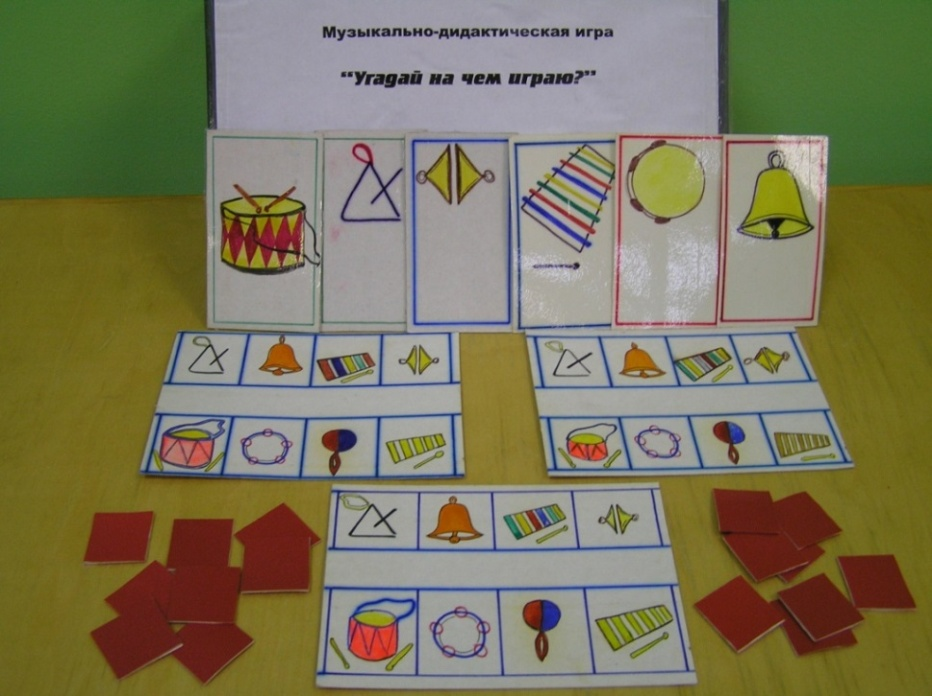 Музыкально-дидактическая игра
“Угадай на чем играю?”